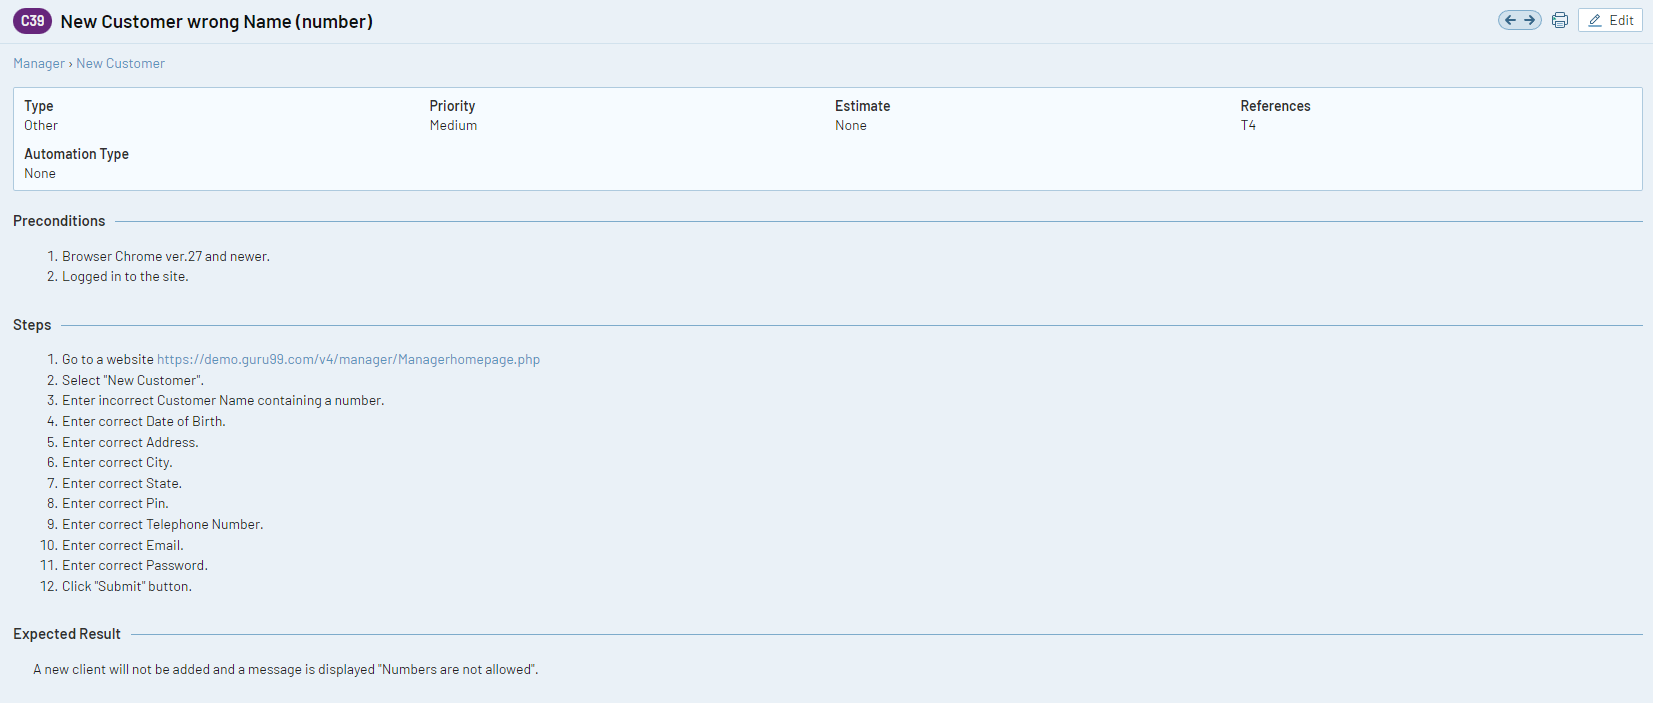 C39 New Customer wrong Name (number)
Edit
Manager › New Customer
Type Priority Estimate References
Other Medium None T4
Automation Type
None
Preconditions
1. Browser Chrome ver.27 and newer.
2. Logged in to the site.
Steps
1. Go to a website https://demo.guru99.com/v4/manager/Managerhomepage.php
2. Select "New Customer".
3. Enter incorrect Customer Name containing a number.
4. Enter correct Date of Birth.
5. Enter correct Address.
6. Enter correct City.
7. Enter correct State.
8. Enter correct Pin.
9. Enter correct Telephone Number.
10. Enter correct Email.
11. Enter correct Password.
12. Click "Submit" button.
Expected Result
A new client will not be added and a message is displayed "Numbers are not allowed".